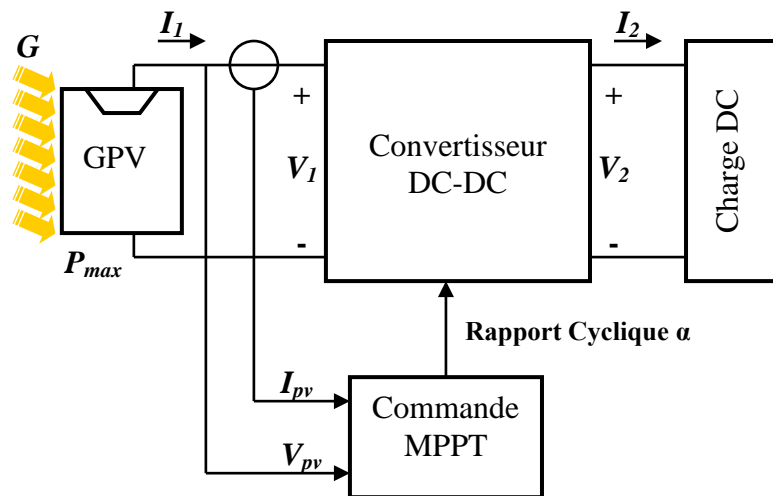 I1
I2
G
GPV
Pmax
+
V1
-
Convertisseur
DC-DC
+
V2
-
Charge DC
Rapport Cyclique α
Ipv
Vpv
Commande
MPPT